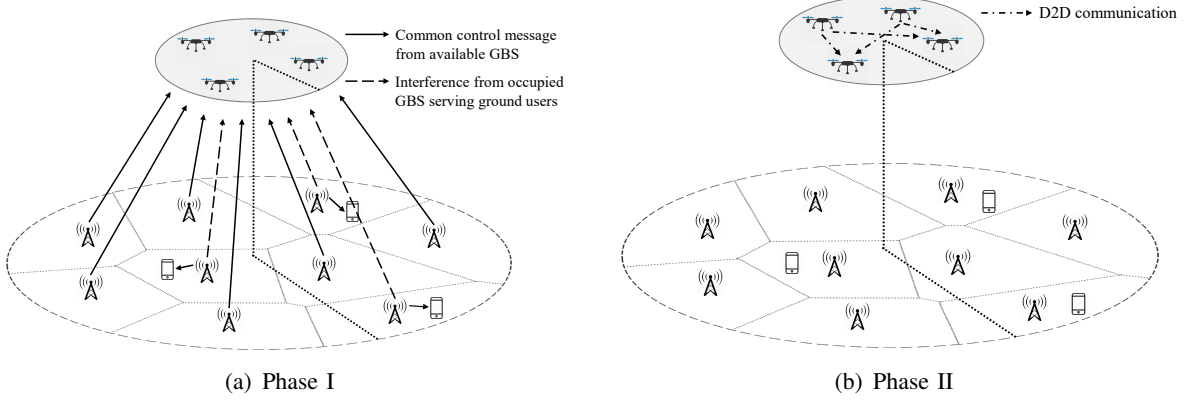 Common control message
from available GBS
Interference from occupied
GBS serving ground users
(a) Phase I
D2D communication
(b) Phase II